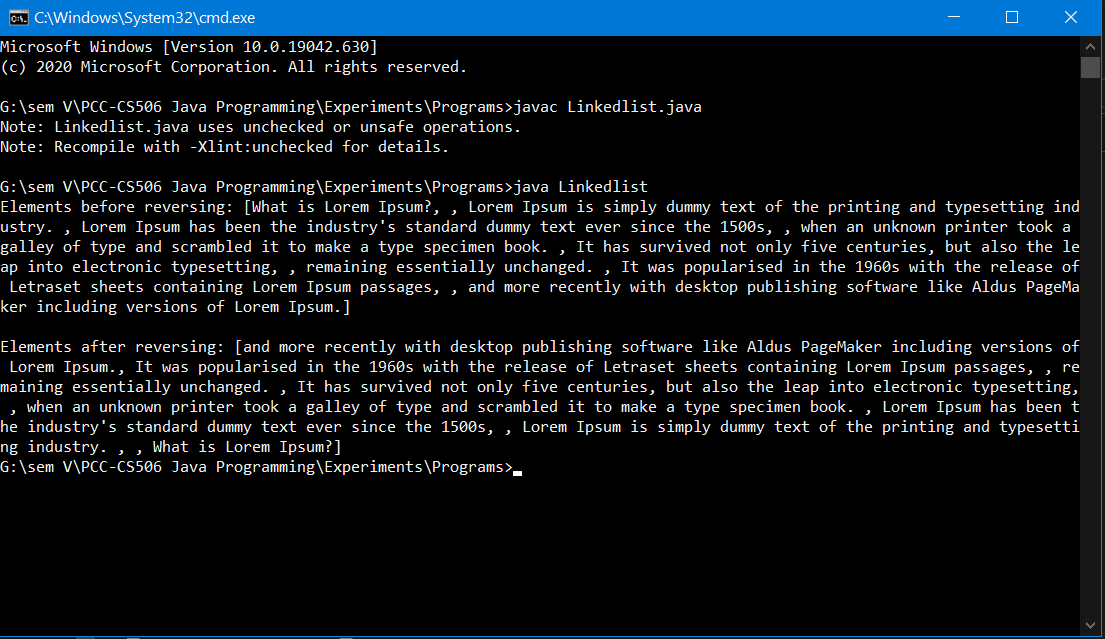 C:\Windows\System32\cmd.exe
Microsoft Windows [Version 10.0.19042.630]
(c) 2020 Microsoft Corporation. All rights reserved.
G:\sem V\PCC-CS506 Java Programming\Experiments\Programs>javac Linkedlist.java
Note: Linkedlist.java uses unchecked or unsafe operations.
Note: Recompile with -Xlint:unchecked for details.
G:\sem V\PCC-CS506 Java Programming\Experiments\Programs>java Linkedlist
Elements before reversing: [What is Lorem Ipsum?, , Lorem Ipsum is simply dummy text of the printing and typesetting ind
ustry. , Lorem Ipsum has been the industry's standard dummy text ever since the 1500s, , when an unknown printer took a
galley of type and scrambled it to make a type specimen book. , It has survived not only five centuries, but also the le
ap into electronic typesetting, , remaining essentially unchanged. , It was popularised in the 1960s with the release of
 Letraset sheets containing Lorem Ipsum passages, , and more recently with desktop publishing software like Aldus PageMa
ker including versions of Lorem Ipsum.]
Elements after reversing: [and more recently with desktop publishing software like Aldus PageMaker including versions of
 Lorem Ipsum., It was popularised in the 1960s with the release of Letraset sheets containing Lorem Ipsum passages, , re
maining essentially unchanged. , It has survived not only five centuries, but also the leap into electronic typesetting,
 , when an unknown printer took a galley of type and scrambled it to make a type specimen book. , Lorem Ipsum has been t
he industry's standard dummy text ever since the 1500s, , Lorem Ipsum is simply dummy text of the printing and typesetti
ng industry. , , What is Lorem Ipsum?]
G:\sem V\PCC-CS506 Java Programming\Experiments\Programs>